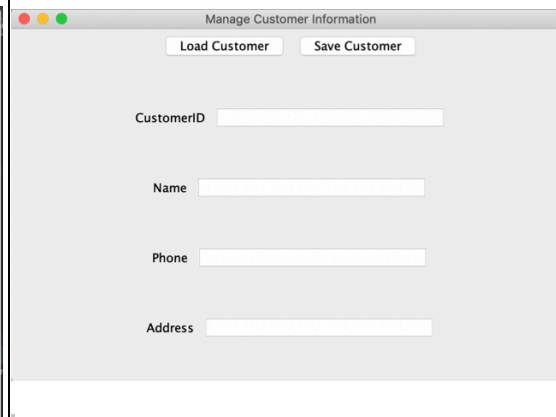 Manage Customer Information
Load Customer Save Customer
CustomerID
Name
Phone
Address